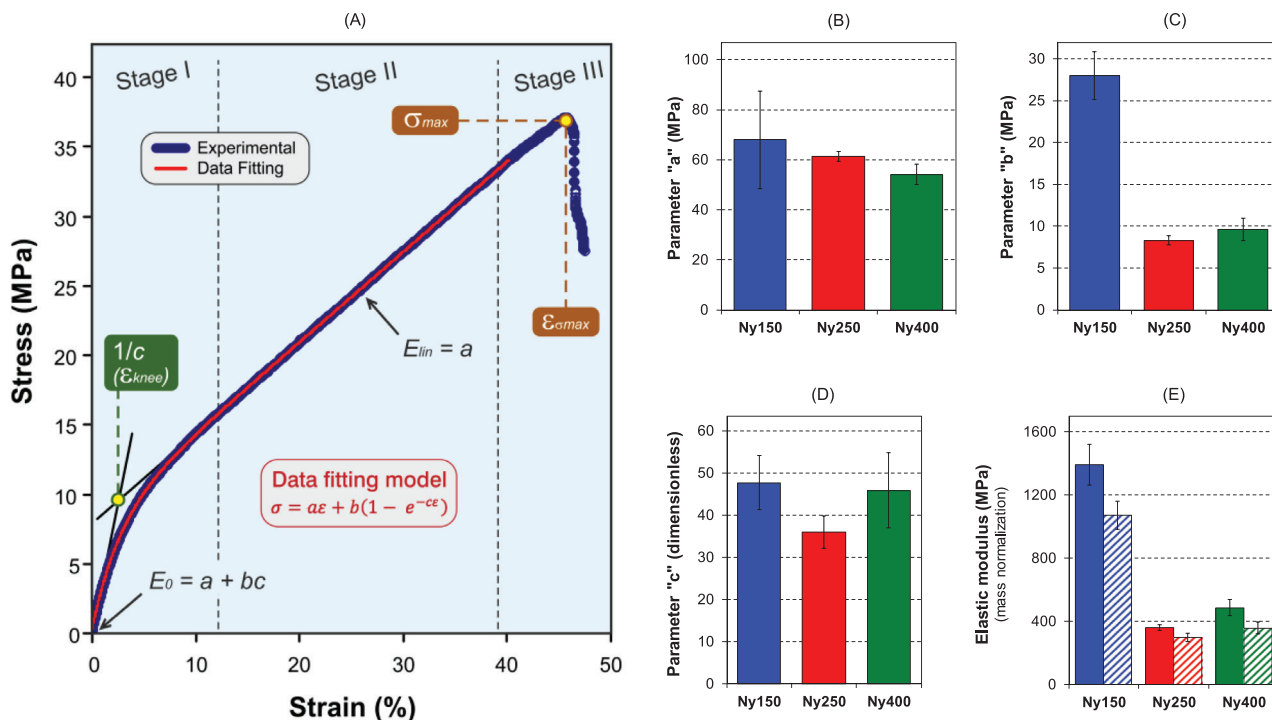 (A)
Stage I
Stage II
Stage III
Stress (MPa)
40
35
30
25
20
15
10
5
0
Experimental
Data Fitting
σmax
εσmax
1/c
(εknee)
Elin = a
Data fitting model
σ = aε + b(1 − e^−cε)
E0 = a + bc
0
10
20
30
40
50
Strain (%)
(B)
Parameter "a" (MPa)
100
80
60
40
20
0
Ny150
Ny250
Ny400
(C)
Parameter "b" (MPa)
30
25
20
15
10
5
0
Ny150
Ny250
Ny400
(D)
Parameter "c" (dimensionless)
60
50
40
30
20
10
0
Ny150
Ny250
Ny400
(E)
Elastic modulus (MPa)
(mass normalization)
1600
1200
800
400
0
Ny150
Ny250
Ny400